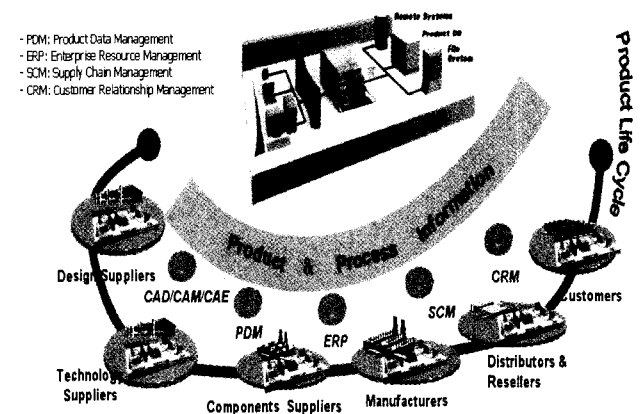 - PDM: Product Data Management
- ERP: Enterprise Resource Management
- SCM: Supply Chain Management
- CRM: Customer Relationship Management
Remote Systems
Product DB
File
System
Product Life Cycle
Product & Process Information
Design Suppliers
CAD/CAM/CAE
PDM
ERP
SCM
CRM
Customers
Technology
Suppliers
Components Suppliers
Manufacturers
Distributors &
Resellers